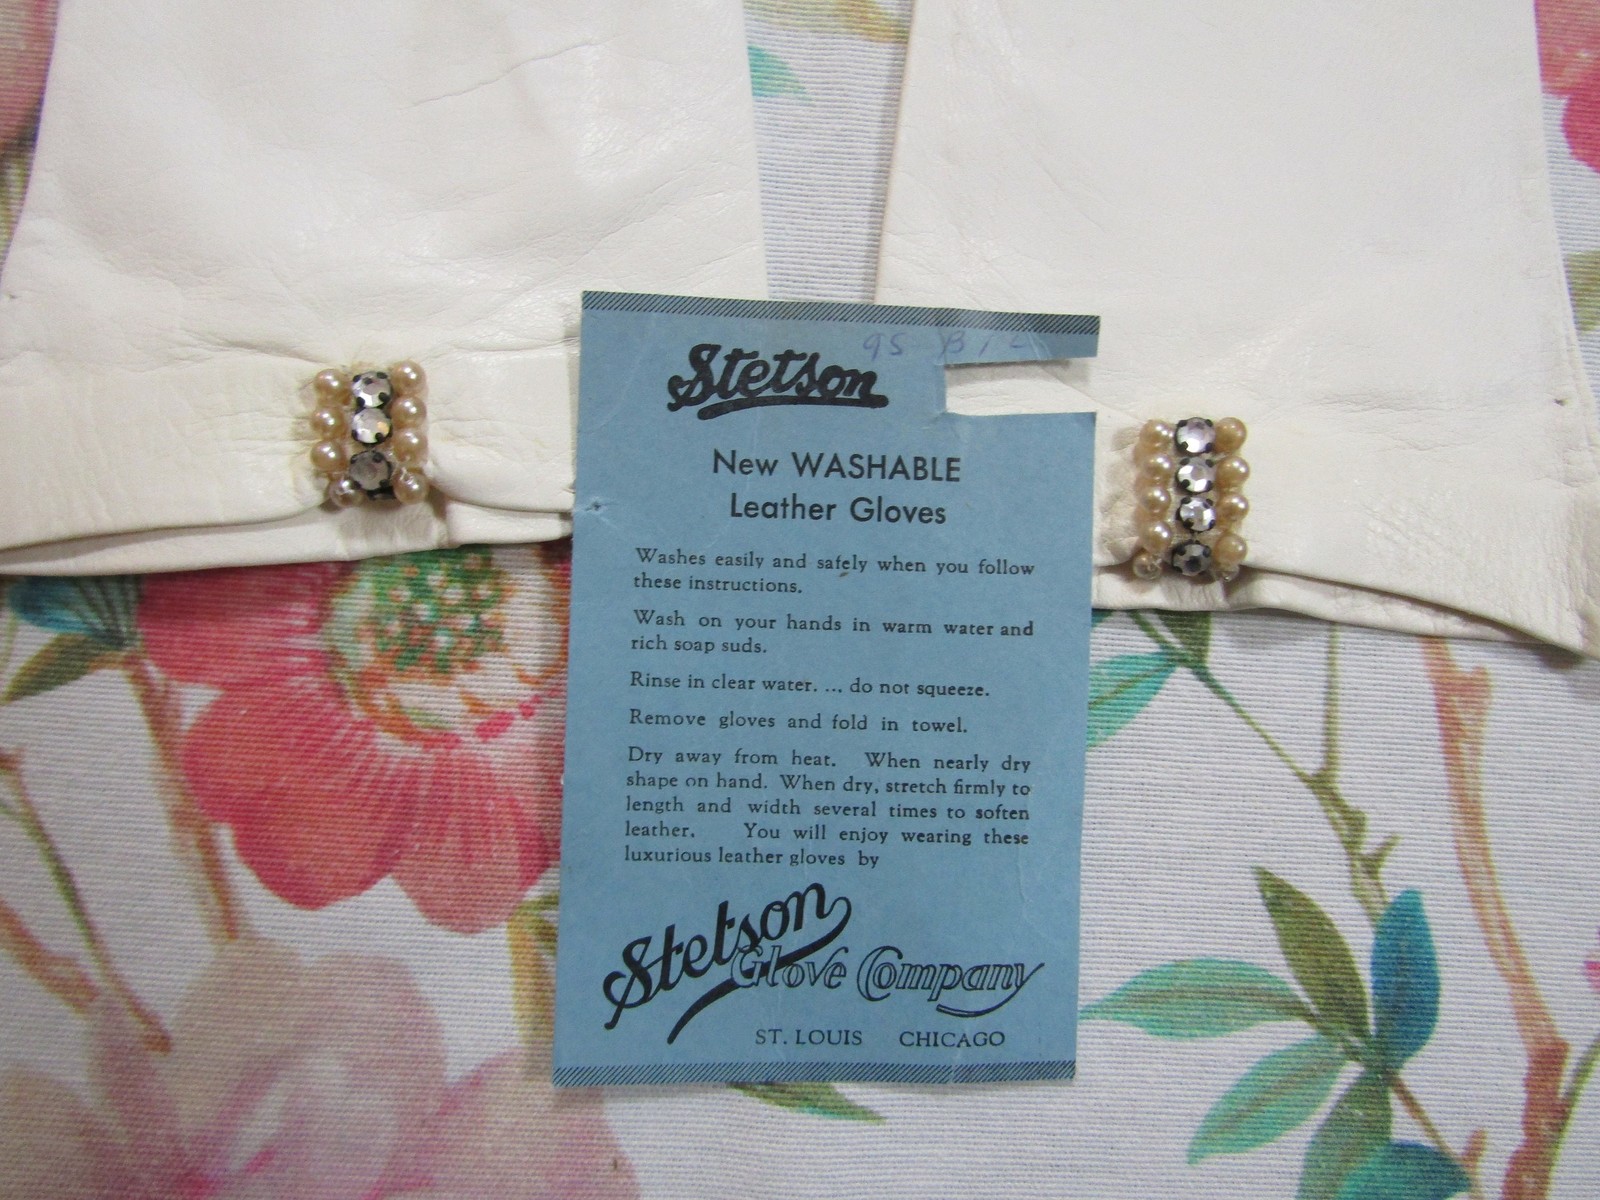 Stetson
New WASHABLE
Leather Gloves
Washes easily and safely when you follow
these instructions.
Wash on your hands in warm water and
rich soap suds.
Rinse in clear water. ... do not squeeze.
Remove gloves and fold in towel.
Dry away from heat. When nearly dry
shape on hand. When dry, stretch firmly to
length and width several times to soften
leather. You will enjoy wearing these
luxurious leather gloves by
Stetson
Glove Company
ST. LOUIS CHICAGO